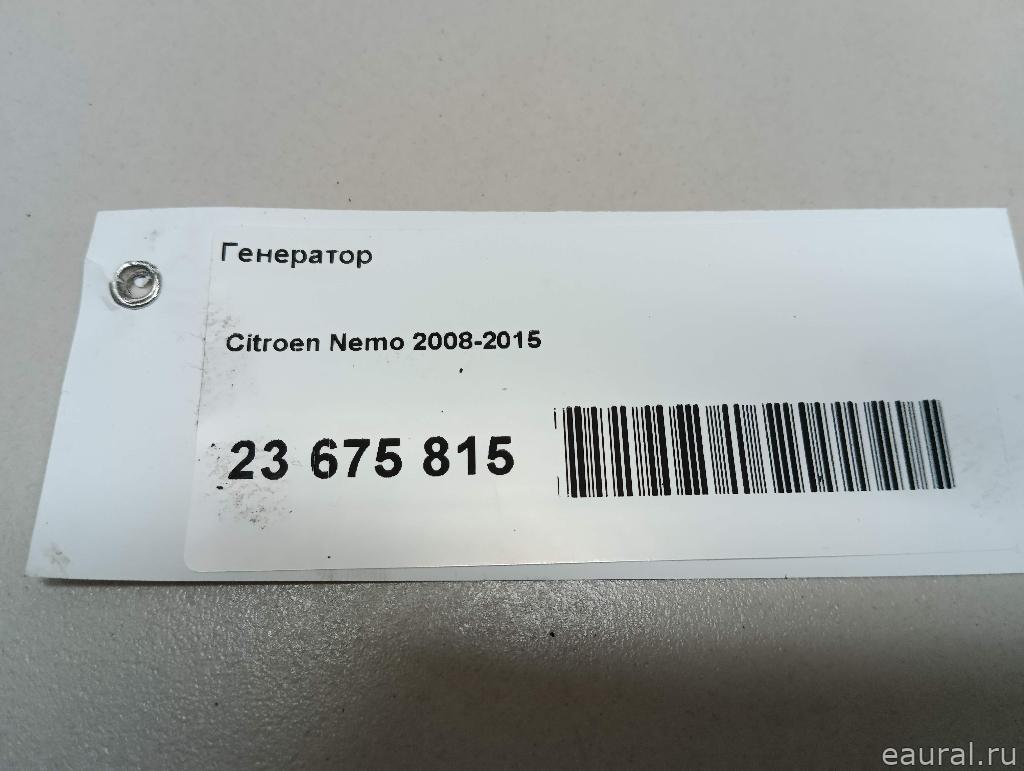 Генератор
Citroen Nemo 2008-2015
23 675 815
eaural.ru